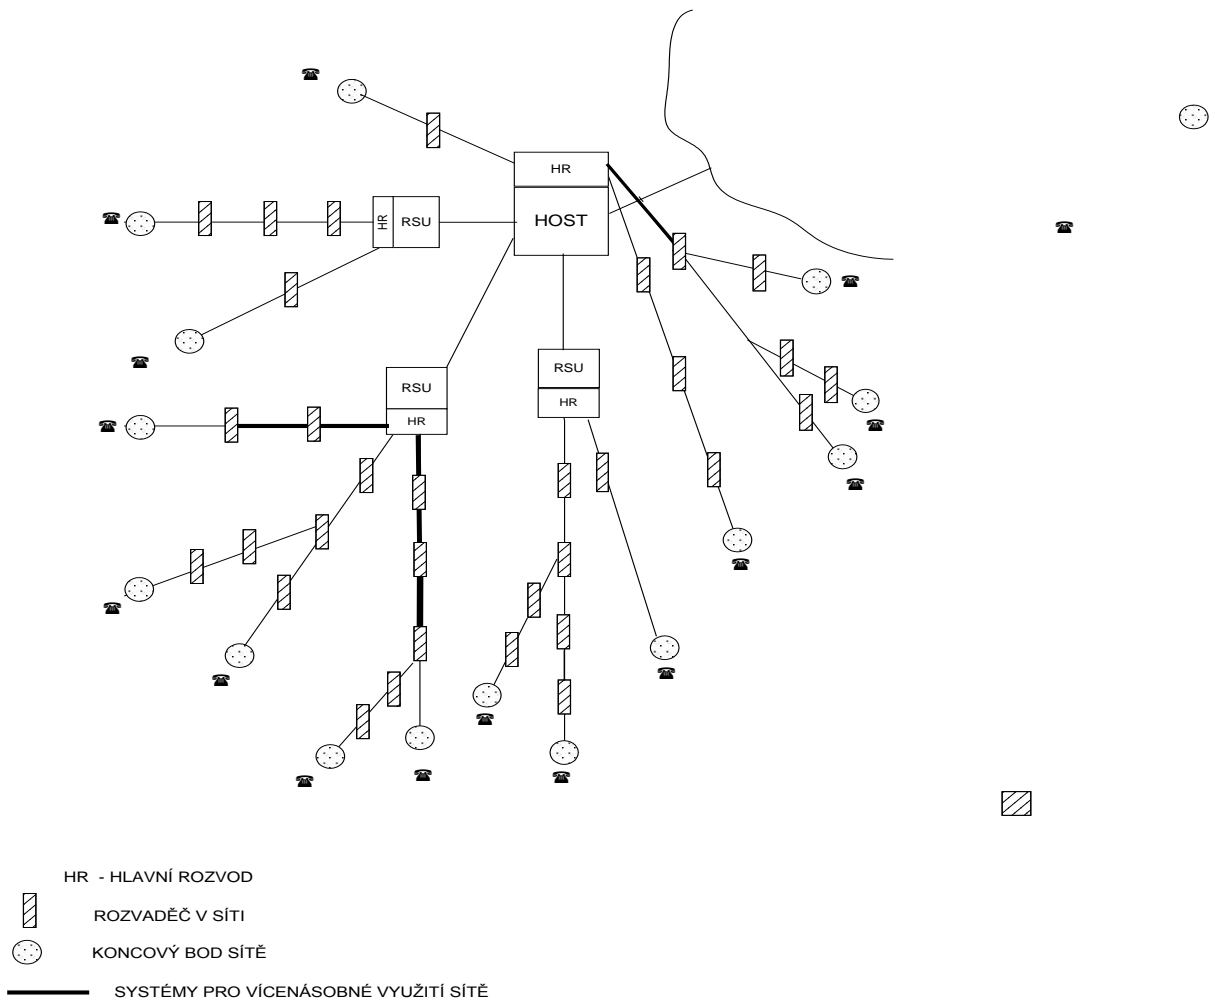 HR
HOST
HR
RSU
RSU
HR
RSU
HR
HR - HLAVNÍ ROZVOD
ROZVADĚČ V SÍTI
KONCOVÝ BOD SÍTĚ
SYSTÉMY PRO VÍCENÁSOBNÉ VYUŽITÍ SÍTĚ